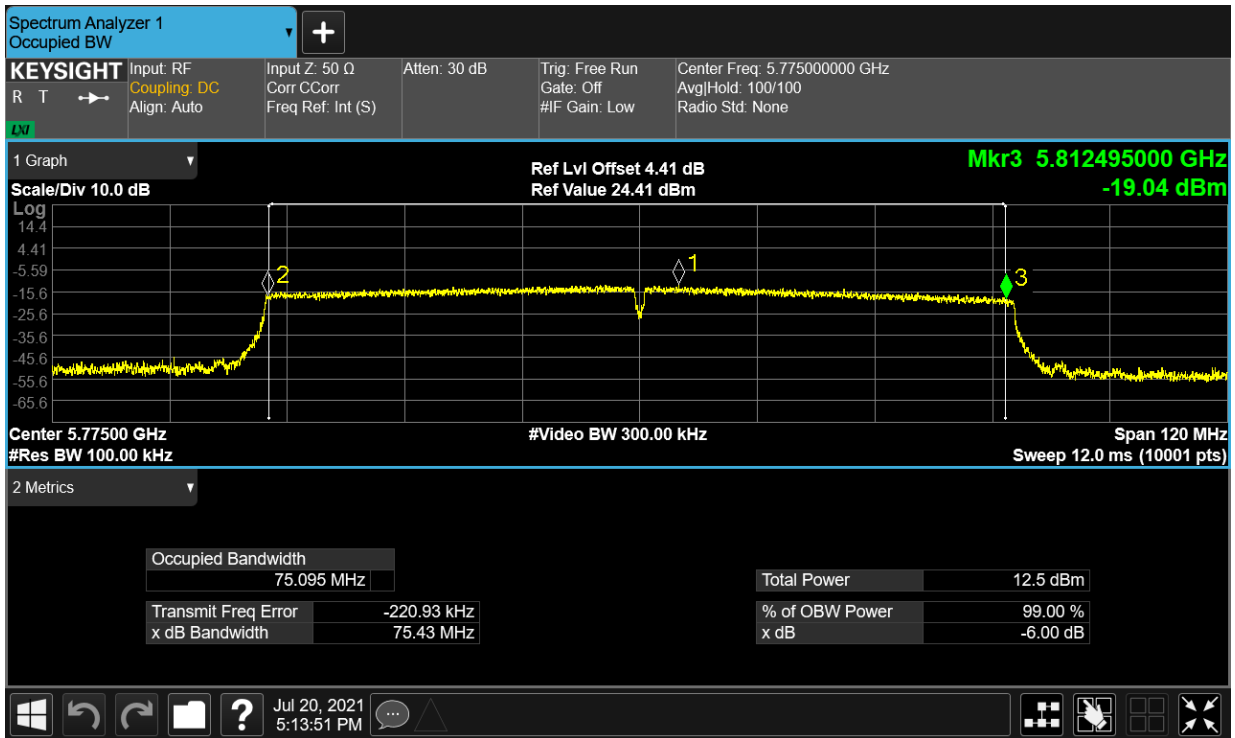 Spectrum Analyzer 1
Occupied BW
KEYSIGHT
R T
LXI
Input: RF
Coupling: DC
Align: Auto
Input Z: 50 Ω
Corr CCorr
Freq Ref: Int (S)
Atten: 30 dB
Trig: Free Run
Gate: Off
#IF Gain: Low
Center Freq: 5.775000000 GHz
Avg|Hold: 100/100
Radio Std: None
1 Graph
Scale/Div 10.0 dB
Ref Lvl Offset 4.41 dB
Ref Value 24.41 dBm
Mkr3 5.812495000 GHz
-19.04 dBm
Log
14.4
4.41
-5.59
-15.6
-25.6
-35.6
-45.6
-55.6
-65.6
2
1
3
Center 5.77500 GHz
#Res BW 100.00 kHz
#Video BW 300.00 kHz
Span 120 MHz
Sweep 12.0 ms (10001 pts)
2 Metrics
Occupied Bandwidth
75.095 MHz
Transmit Freq Error -220.93 kHz
x dB Bandwidth 75.43 MHz
Total Power 12.5 dBm
% of OBW Power 99.00 %
x dB -6.00 dB
?
Jul 20, 2021
5:13:51 PM